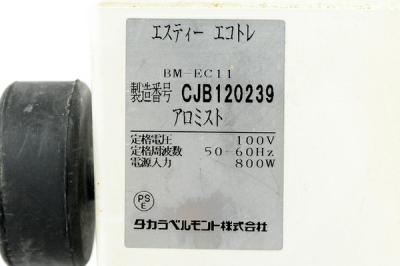 エスティー エコトレ
BM-EC11
製造番号 CJB120239
アロミスト
定格電圧 100V
定格周波数 50-60Hz
電源入力 800W
PS
E
タカラベルモント株式会社